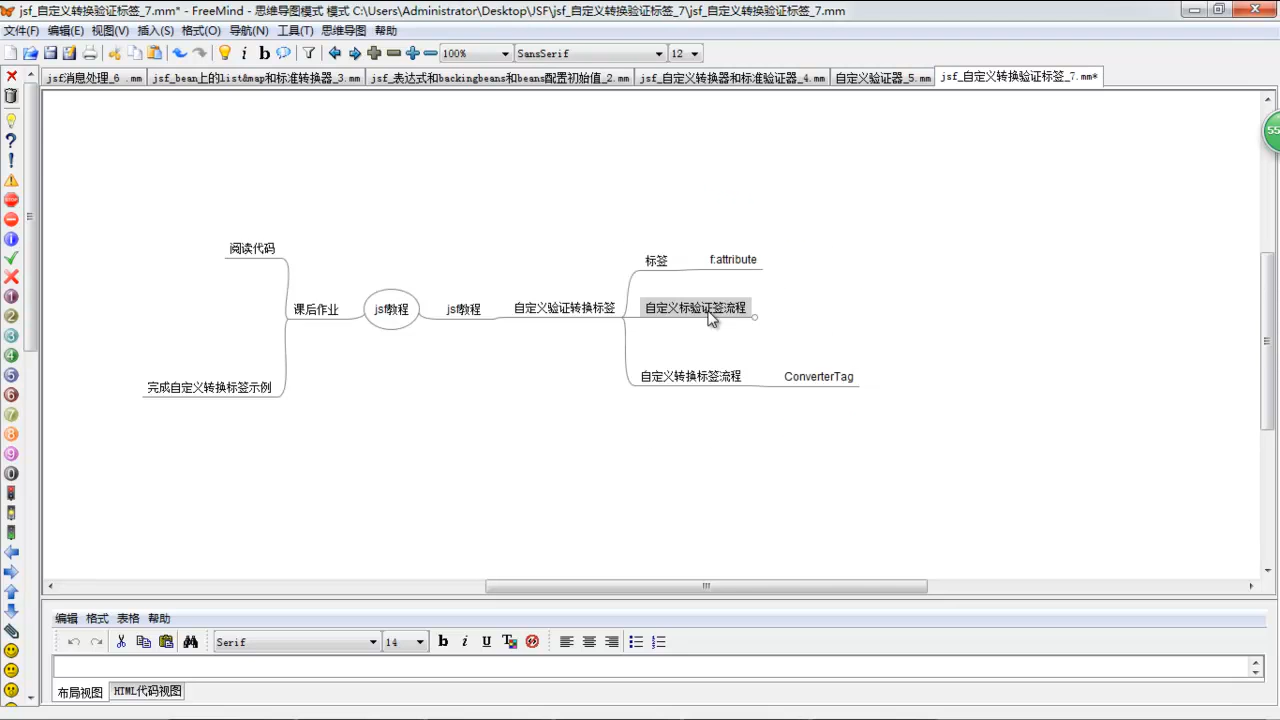 jsf_自定义转换验证标签_7.mm* - FreeMind - 思维导图模式 模式 C:\Users\Administrator\Desktop\JSF\jsf_自定义转换验证标签_7\jsf_自定义转换验证标签_7.mm
文件(F) 编辑(E) 视图(V) 插入(S) 格式(O) 导航(N) 工具(T) 思维导图 帮助
100% SansSerif 12
jsf消息处理_6 .mm jsf_bean上的list&map和标准转换器_3.mm jsf_表达式和backingbeans和beans配置初始值_2.mm jsf_自定义转换器和标准验证器_4.mm 自定义验证器_5.mm jsf_自定义转换验证标签_7.mm*
55
阅读代码
标签 f:attribute
课后作业 jsf教程 jsf教程 自定义验证转换标签 自定义标验证签流程
自定义转换标签流程 ConverterTag
完成自定义转换标签示例
编辑 格式 表格 帮助
Serif 14
布局视图 HTML代码视图